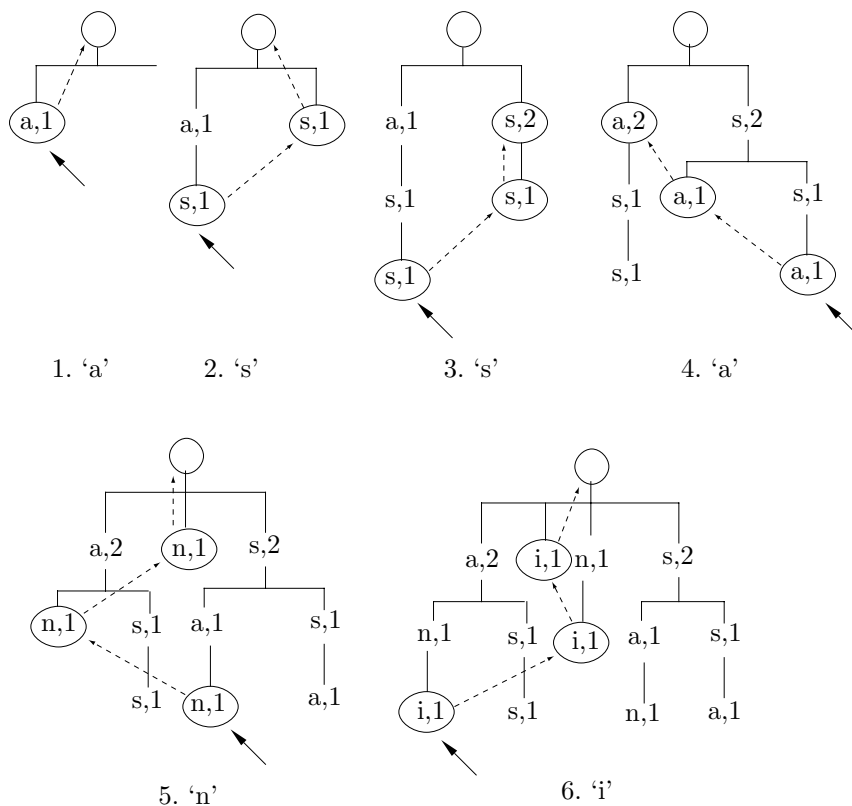 a,1 a,1 s,1 a,1 s,2 a,2 s,2
s,1 s,1 s,1 s,1 a,1 s,1
s,1 s,1 a,1
1. ‘a’ 2. ‘s’ 3. ‘s’ 4. ‘a’
a,2 n,1 s,2 a,2 i,1 n,1 s,2
n,1 s,1 a,1 s,1 n,1 s,1 i,1 a,1 s,1
s,1 n,1 a,1 i,1 s,1 n,1 a,1
5. ‘n’ 6. ‘i’